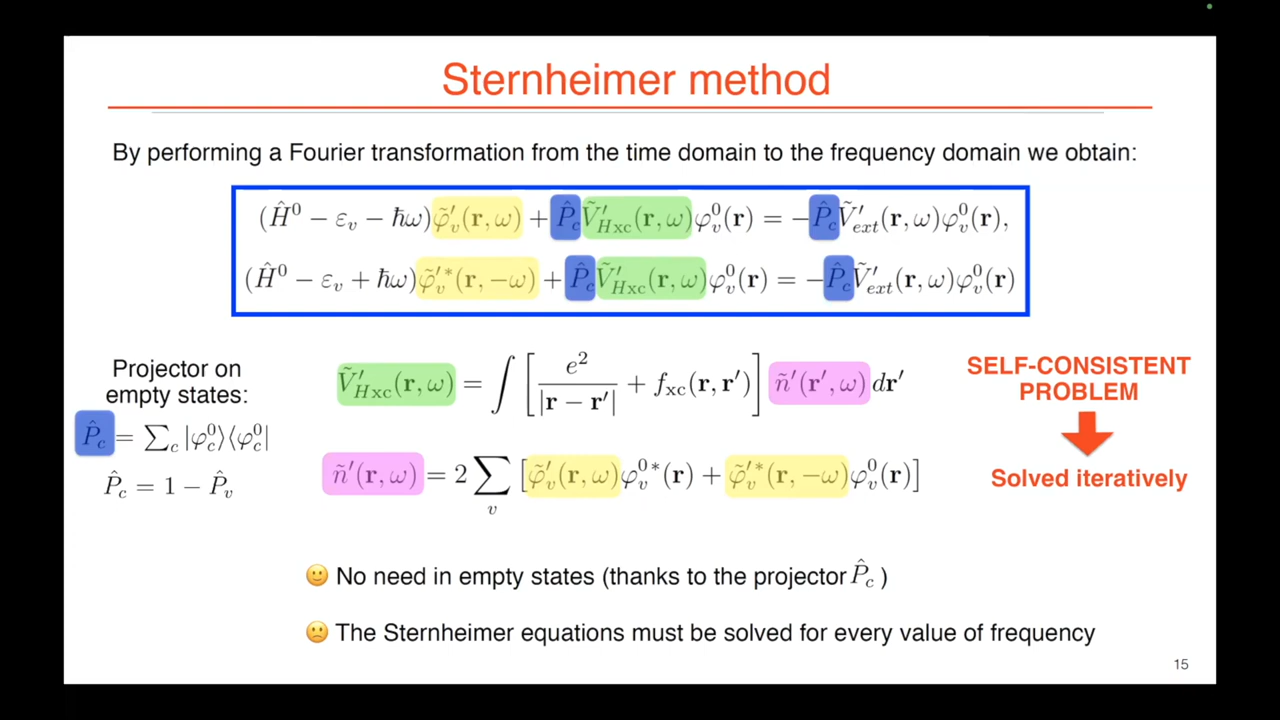 Sternheimer method
By performing a Fourier transformation from the time domain to the frequency domain we obtain:
(Ĥ⁰ − ε_v − ħω)φ̃′_v(r, ω) + P̂_c Ṽ′_Hxc(r, ω)φ⁰_v(r) = −P̂_c Ṽ′_ext(r, ω)φ⁰_v(r),
(Ĥ⁰ − ε_v + ħω)φ̃′*_v(r, −ω) + P̂_c Ṽ′_Hxc(r, ω)φ⁰_v(r) = −P̂_c Ṽ′_ext(r, ω)φ⁰_v(r)
Projector on
empty states:
P̂_c = ∑_c |φ⁰_c⟩⟨φ⁰_c|
P̂_c = 1 − P̂_v
Ṽ′_Hxc(r, ω) = ∫ [ e² / |r − r′| + f_xc(r, r′) ] ñ′(r′, ω) dr′
ñ′(r, ω) = 2 ∑_v [φ̃′_v(r, ω)φ⁰*_v(r) + φ̃′*_v(r, −ω)φ⁰_v(r)]
SELF-CONSISTENT
PROBLEM
Solved iteratively
🙂 No need in empty states (thanks to the projector P̂_c )
🙁 The Sternheimer equations must be solved for every value of frequency
15